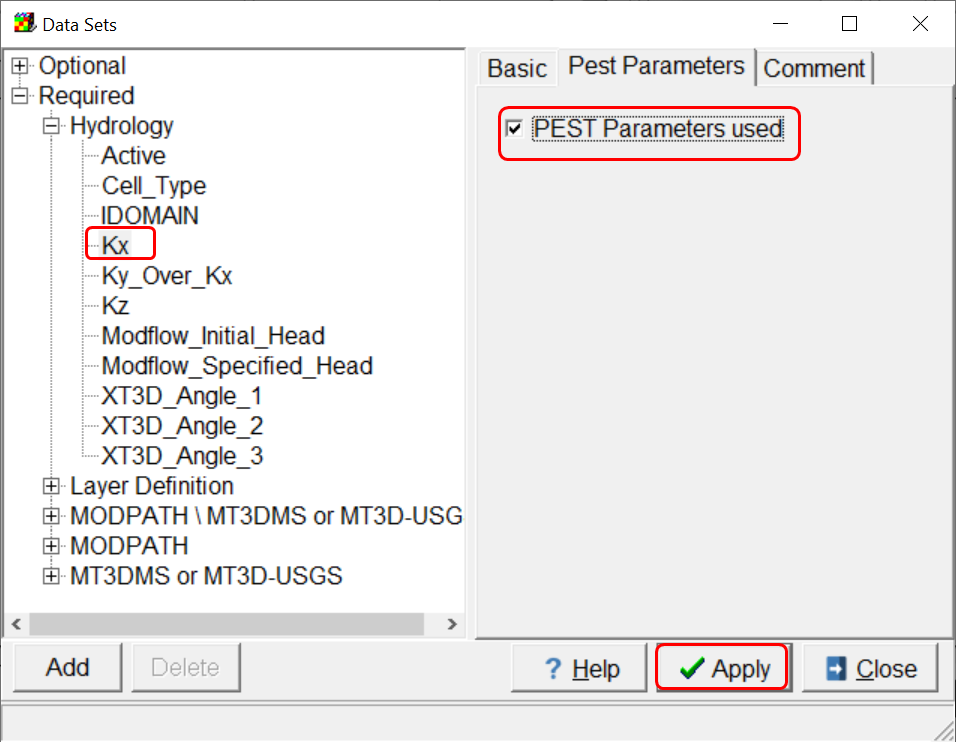 Data Sets
Optional
Required
Hydrology
Active
Cell_Type
IDOMAIN
Kx
Ky_Over_Kx
Kz
Modflow_Initial_Head
Modflow_Specified_Head
XT3D_Angle_1
XT3D_Angle_2
XT3D_Angle_3
Layer Definition
MODPATH \ MT3DMS or MT3D-USG
MODPATH
MT3DMS or MT3D-USGS
Basic Pest Parameters Comment
PEST Parameters used
Add Delete ? Help Apply Close